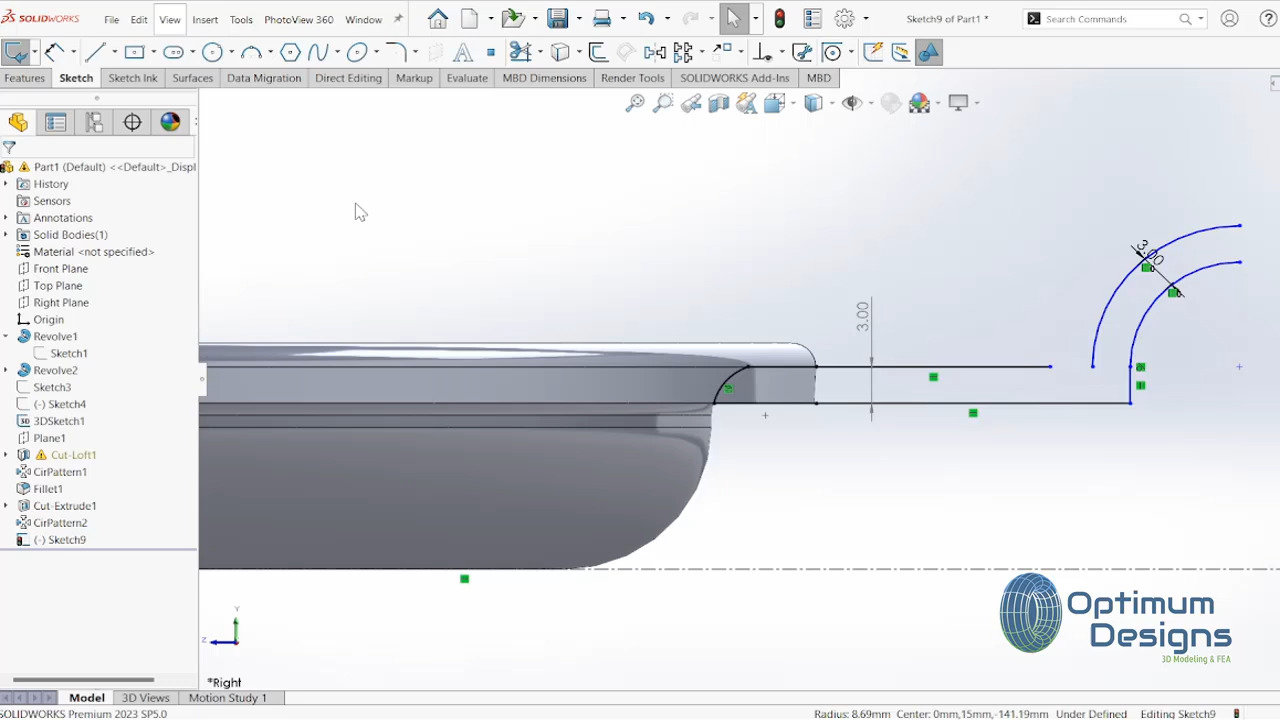 SOLIDWORKS File Edit View Insert Tools PhotoView 360 Window Sketch9 of Part1 * Search Commands
Features Sketch Sketch Ink Surfaces Data Migration Direct Editing Markup Evaluate MBD Dimensions Render Tools SOLIDWORKS Add-Ins MBD
Part1 (Default) <<Default>_Displ
History
Sensors
Annotations
Solid Bodies(1)
Material <not specified>
Front Plane
Top Plane
Right Plane
Origin
Revolve1
Sketch1
Revolve2
Sketch3
(-) Sketch4
3DSketch1
Plane1
Cut-Loft1
CirPattern1
Fillet1
Cut-Extrude1
CirPattern2
(-) Sketch9
3.00
3.00
Y
Z
*Right
Optimum
Designs
3D Modeling & FEA
Model 3D Views Motion Study 1
SOLIDWORKS Premium 2023 SP5.0 Radius: 8.69mm Center: 0mm,15mm,-141.19mm Under Defined Editing Sketch9